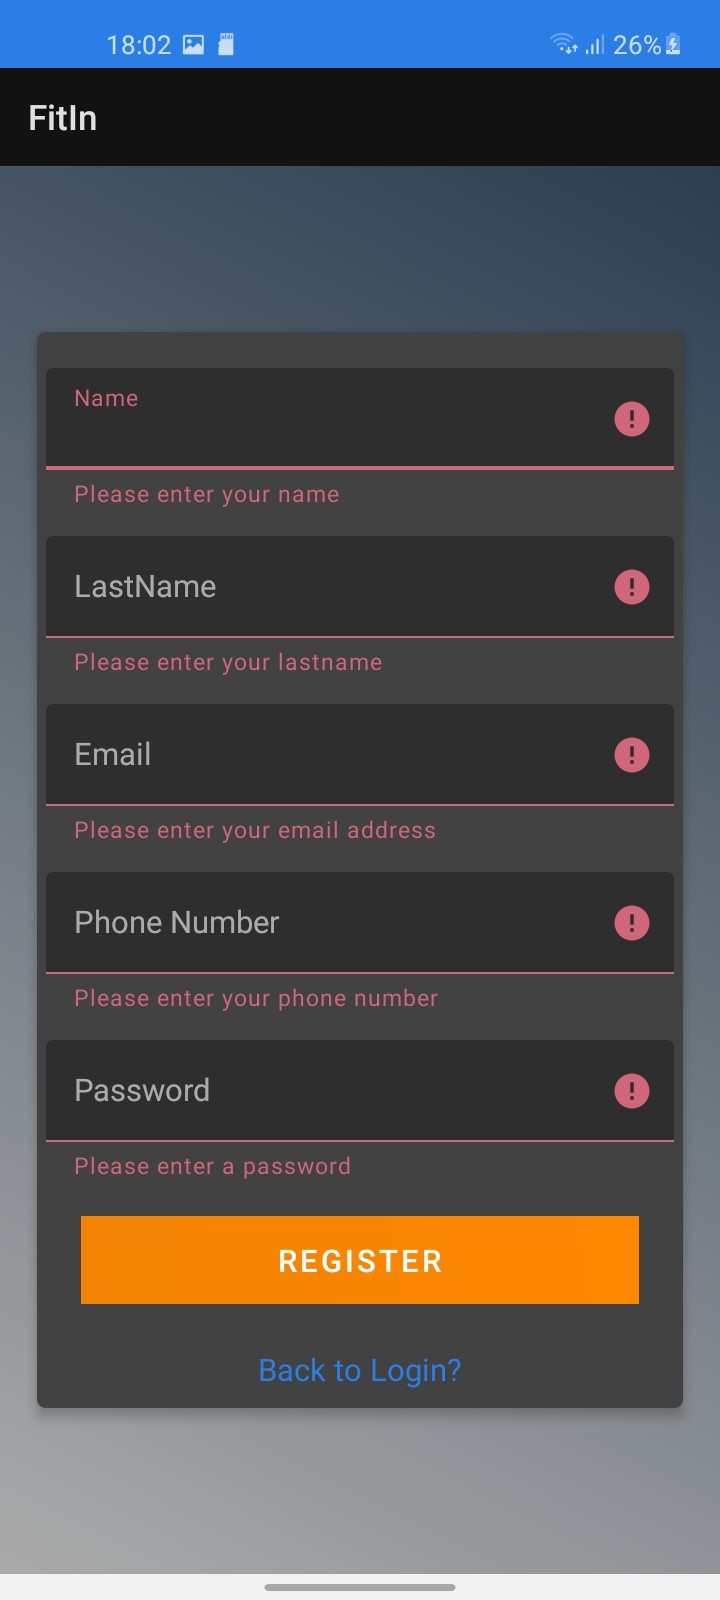 18:02 26%
FitIn
Name
Please enter your name
LastName
Please enter your lastname
Email
Please enter your email address
Phone Number
Please enter your phone number
Password
Please enter a password
REGISTER
Back to Login?